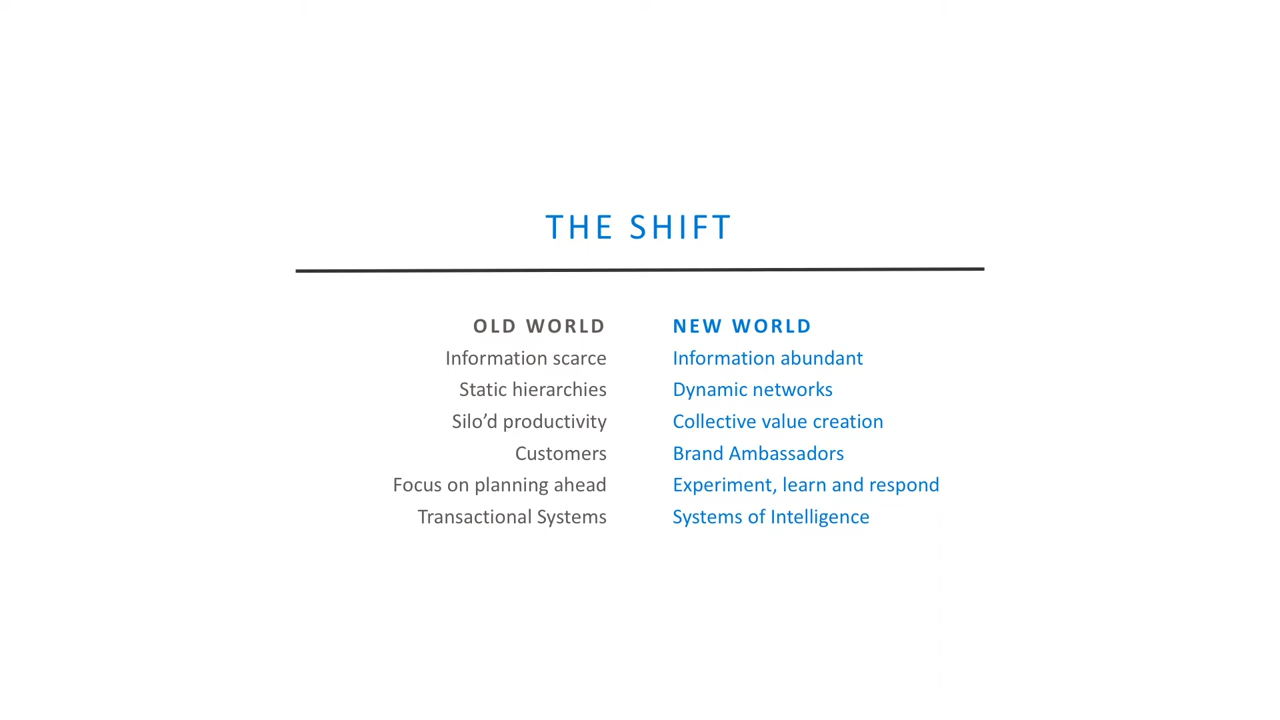 THE SHIFT
OLD WORLD NEW WORLD
Information scarce Information abundant
Static hierarchies Dynamic networks
Silo’d productivity Collective value creation
Customers Brand Ambassadors
Focus on planning ahead Experiment, learn and respond
Transactional Systems Systems of Intelligence